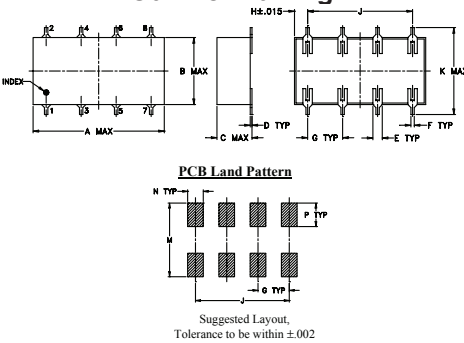 H±.015
J
2 4 6 8
B MAX
K MAX
INDEX
1 3 5 7
D TYP
F TYP
A MAX
C MAX
G TYP
E TYP
PCB Land Pattern
N TYP
P TYP
M
G TYP
J
Suggested Layout,
Tolerance to be within ±.002